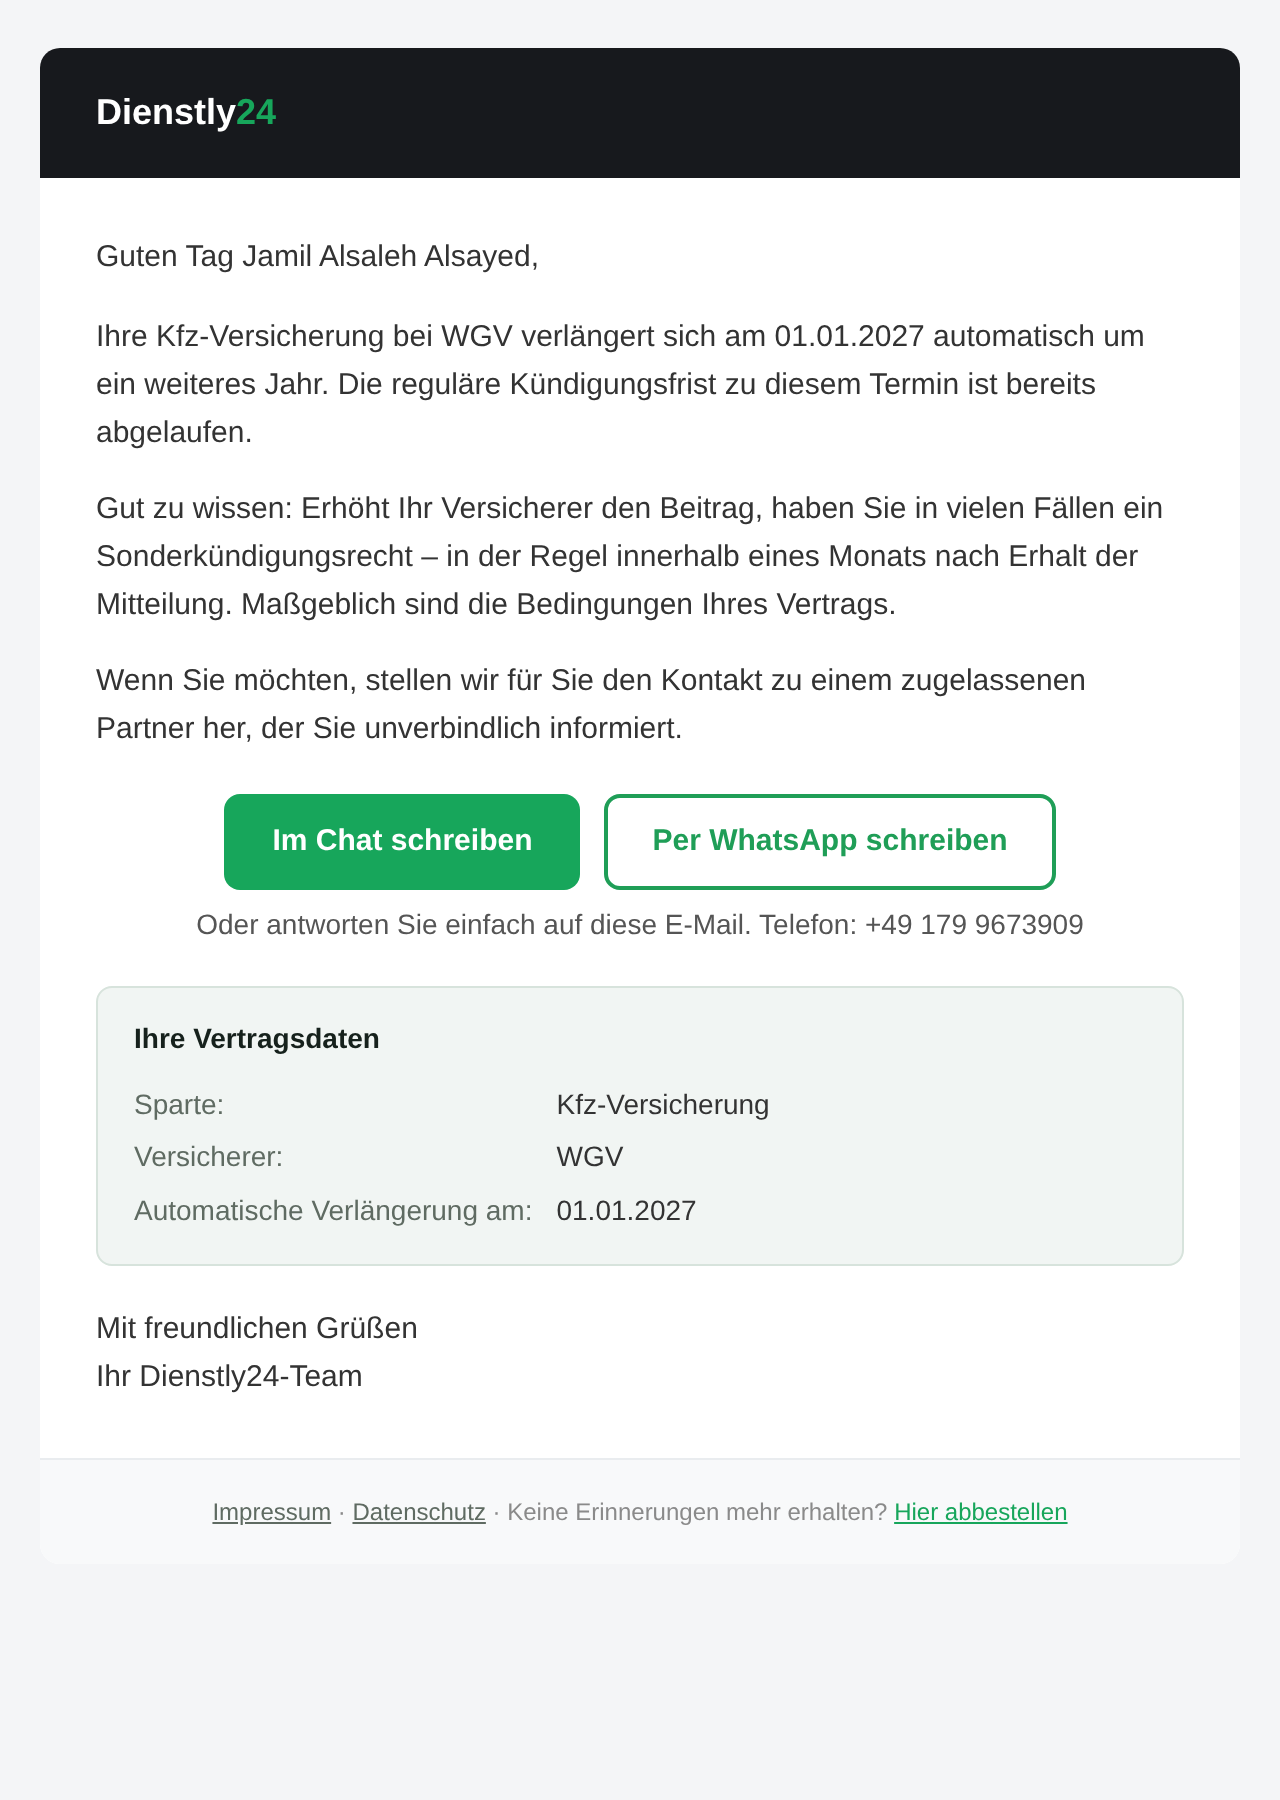 Dienstly24
Guten Tag Jamil Alsaleh Alsayed,
Ihre Kfz-Versicherung bei WGV verlängert sich am 01.01.2027 automatisch um
ein weiteres Jahr. Die reguläre Kündigungsfrist zu diesem Termin ist bereits
abgelaufen.
Gut zu wissen: Erhöht Ihr Versicherer den Beitrag, haben Sie in vielen Fällen ein
Sonderkündigungsrecht – in der Regel innerhalb eines Monats nach Erhalt der
Mitteilung. Maßgeblich sind die Bedingungen Ihres Vertrags.
Wenn Sie möchten, stellen wir für Sie den Kontakt zu einem zugelassenen
Partner her, der Sie unverbindlich informiert.
Im Chat schreiben Per WhatsApp schreiben
Oder antworten Sie einfach auf diese E-Mail. Telefon: +49 179 9673909
Ihre Vertragsdaten
Sparte: Kfz-Versicherung
Versicherer: WGV
Automatische Verlängerung am: 01.01.2027
Mit freundlichen Grüßen
Ihr Dienstly24-Team
Impressum · Datenschutz · Keine Erinnerungen mehr erhalten? Hier abbestellen